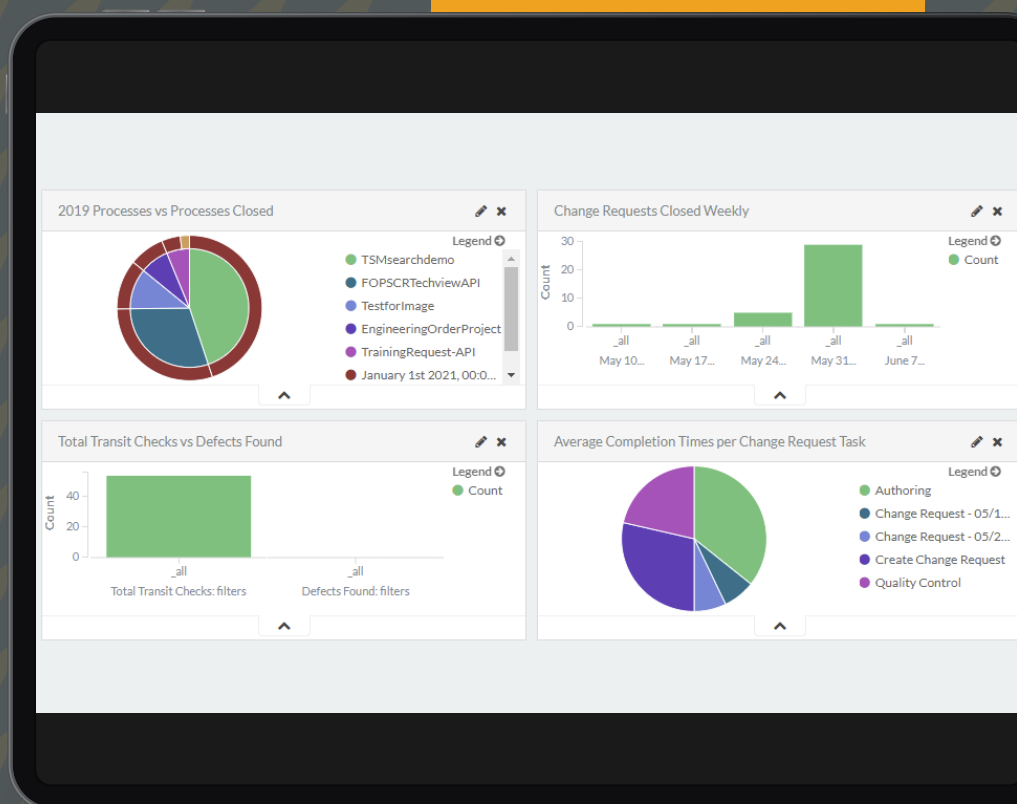 2019 Processes vs Processes Closed
Legend
TSMsearchdemo
FOPSCRTechviewAPI
TestforImage
EngineeringOrderProject
TrainingRequest-API
January 1st 2021, 00:0...
Change Requests Closed Weekly
Legend
Count
Count
30
20
10
0
_all _all _all _all _all
May 10... May 17... May 24... May 31... June 7...
Total Transit Checks vs Defects Found
Legend
Count
Count
40
20
0
_all _all
Total Transit Checks: filters Defects Found: filters
Average Completion Times per Change Request Task
Legend
Authoring
Change Request - 05/1...
Change Request - 05/2...
Create Change Request
Quality Control